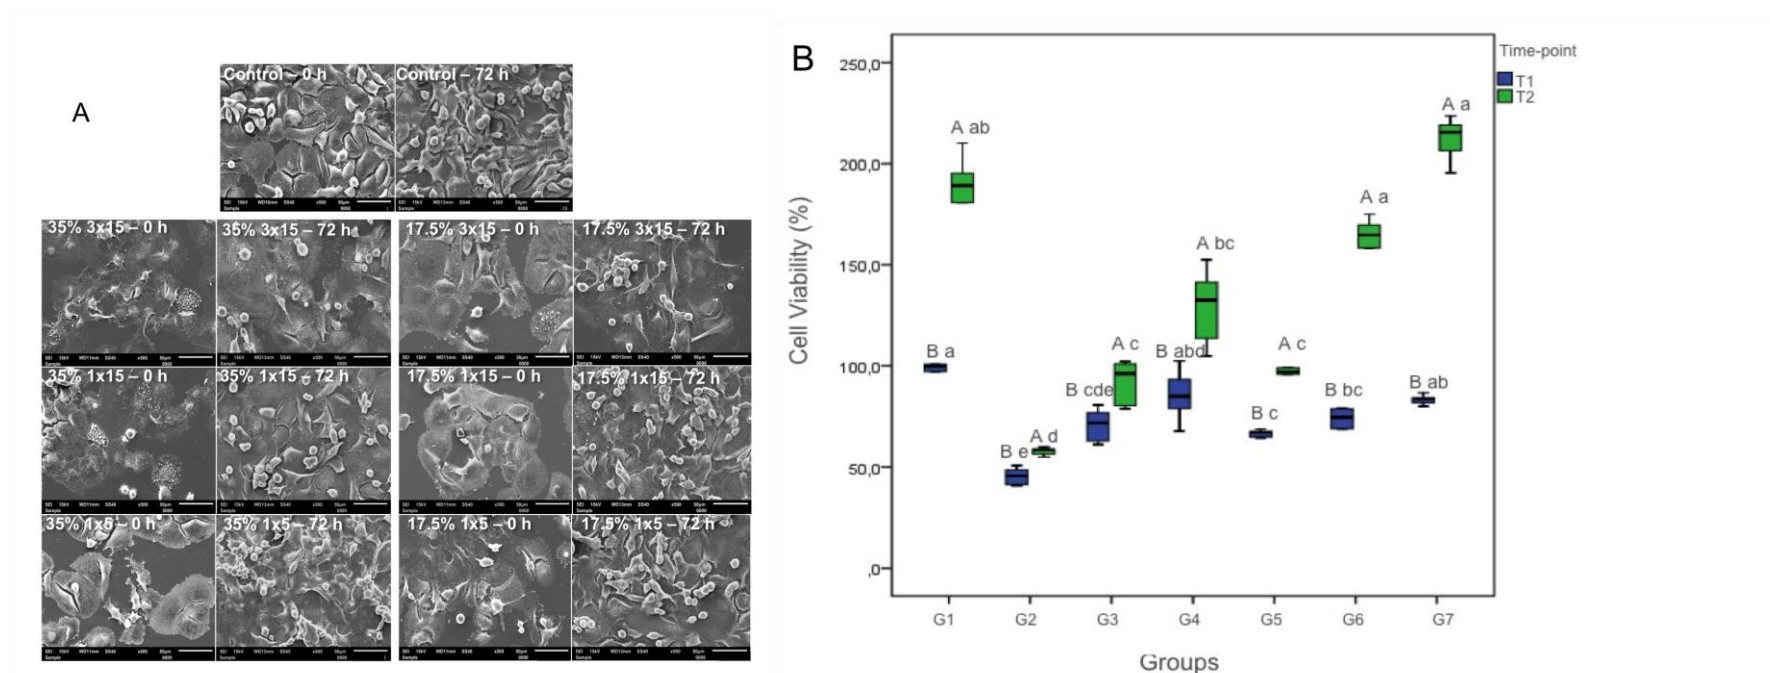 A
Control – 0 h
Control – 72 h
35% 3x15 – 0 h
35% 3x15 – 72 h
17.5% 3x15 – 0 h
17.5% 3x15 – 72 h
35% 1x15 – 0 h
35% 1x15 – 72 h
17.5% 1x15 – 0 h
17.5% 1x15 – 72 h
35% 1x5 – 0 h
35% 1x5 – 72 h
17.5% 1x5 – 0 h
17.5% 1x5 – 72 h
B
Cell Viability (%)
250,0
200,0
150,0
100,0
50,0
,0
B a
A ab
B e
A d
B cde
A c
B abd
A bc
B c
A c
B bc
A a
B ab
A a
G1
G2
G3
G4
G5
G6
G7
Groups
Time-point
T1
T2